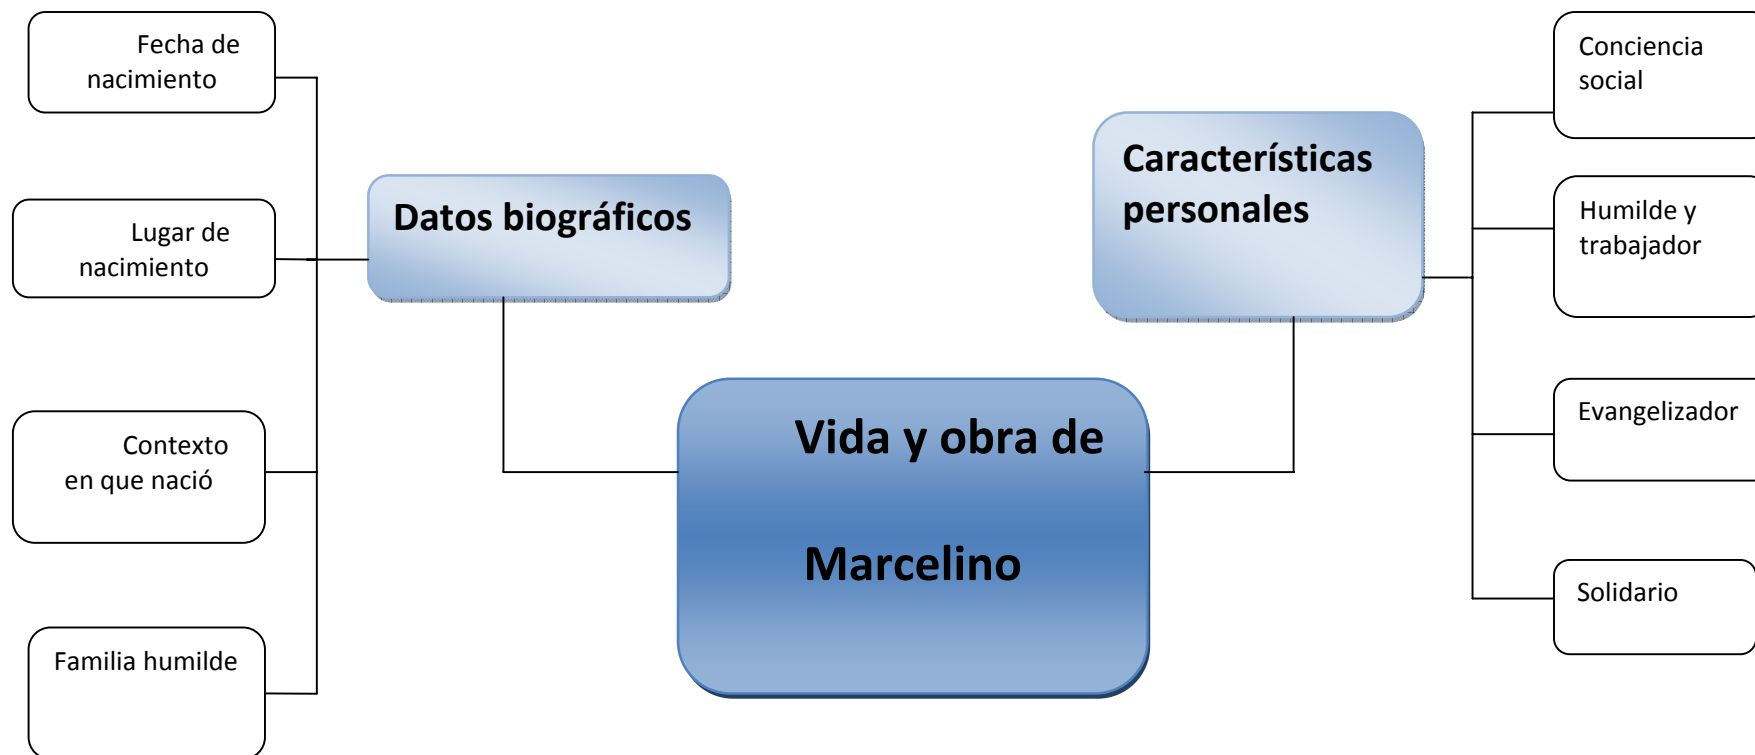 Fecha de
nacimiento
Lugar de
nacimiento
Contexto
en que nació
Familia humilde
Datos biográficos
Vida y obra de
Marcelino
Características
personales
Conciencia
social
Humilde y
trabajador
Evangelizador
Solidario